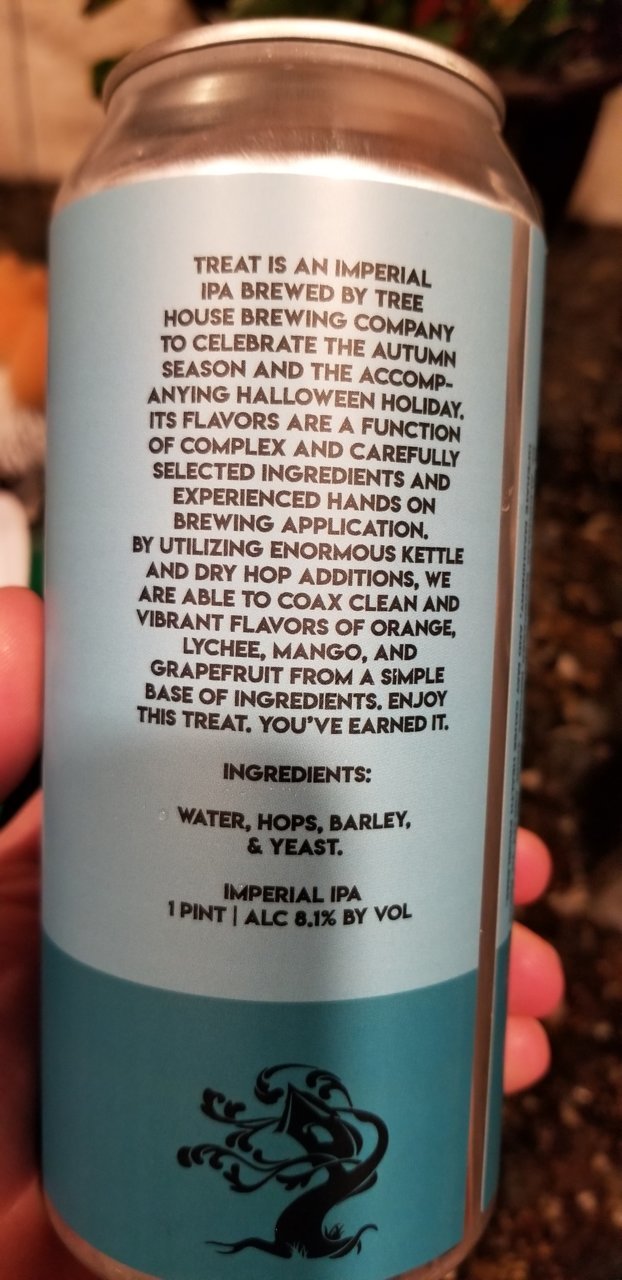 TREAT IS AN IMPERIAL
IPA BREWED BY TREE
HOUSE BREWING COMPANY
TO CELEBRATE THE AUTUMN
SEASON AND THE ACCOMP-
ANYING HALLOWEEN HOLIDAY.
ITS FLAVORS ARE A FUNCTION
OF COMPLEX AND CAREFULLY
SELECTED INGREDIENTS AND
EXPERIENCED HANDS ON
BREWING APPLICATION.
BY UTILIZING ENORMOUS KETTLE
AND DRY HOP ADDITIONS, WE
ARE ABLE TO COAX CLEAN AND
VIBRANT FLAVORS OF ORANGE,
LYCHEE, MANGO, AND
GRAPEFRUIT FROM A SIMPLE
BASE OF INGREDIENTS. ENJOY
THIS TREAT. YOU'VE EARNED IT.
INGREDIENTS:
WATER, HOPS, BARLEY,
& YEAST.
IMPERIAL IPA
1 PINT | ALC 8.1% BY VOL